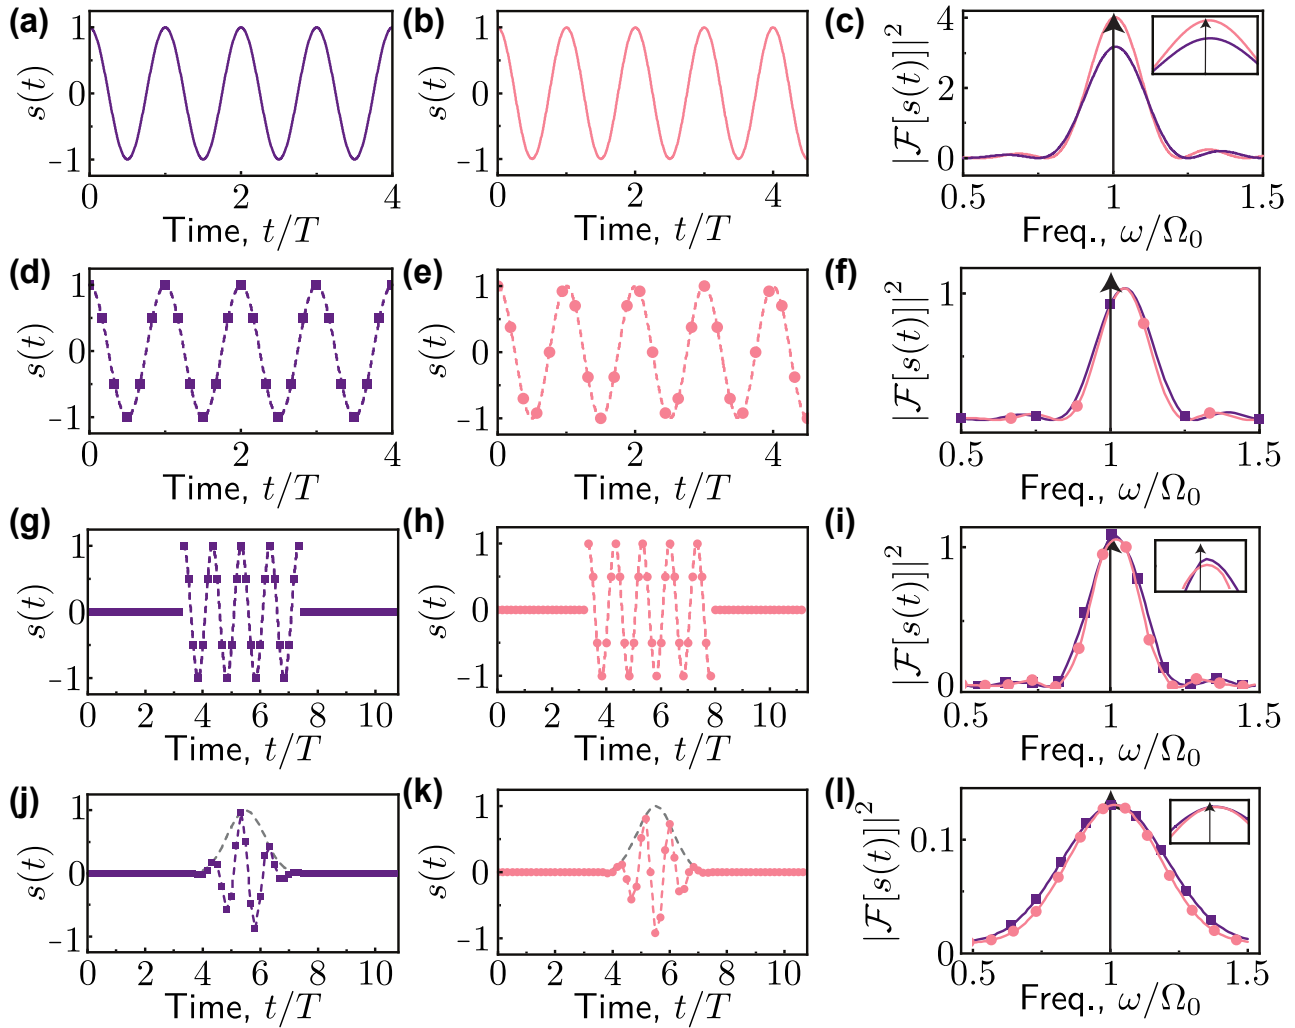 (a)
s(t)
1
0
−1
0
2
4
Time, t/T
(b)
s(t)
1
0
−1
0
2
4
Time, t/T
(c)
|ℱ[s(t)]||²
4
2
0
0.5
1
1.5
Freq., ω/Ω₀
(d)
s(t)
1
0
−1
0
2
4
Time, t/T
(e)
s(t)
1
0
−1
0
2
4
Time, t/T
(f)
|ℱ[s(t)]||²
1
0.5
1
1.5
Freq., ω/Ω₀
(g)
s(t)
1
0
−1
0
2
4
6
8
10
Time, t/T
(h)
s(t)
1
0
−1
0
2
4
6
8
10
Time, t/T
(i)
|ℱ[s(t)]||²
1
0
0.5
1
1.5
Freq., ω/Ω₀
(j)
s(t)
1
0
−1
0
2
4
6
8
10
Time, t/T
(k)
s(t)
1
0
−1
0
2
4
6
8
10
Time, t/T
(l)
|ℱ[s(t)]||²
0.1
0
0.5
1
1.5
Freq., ω/Ω₀